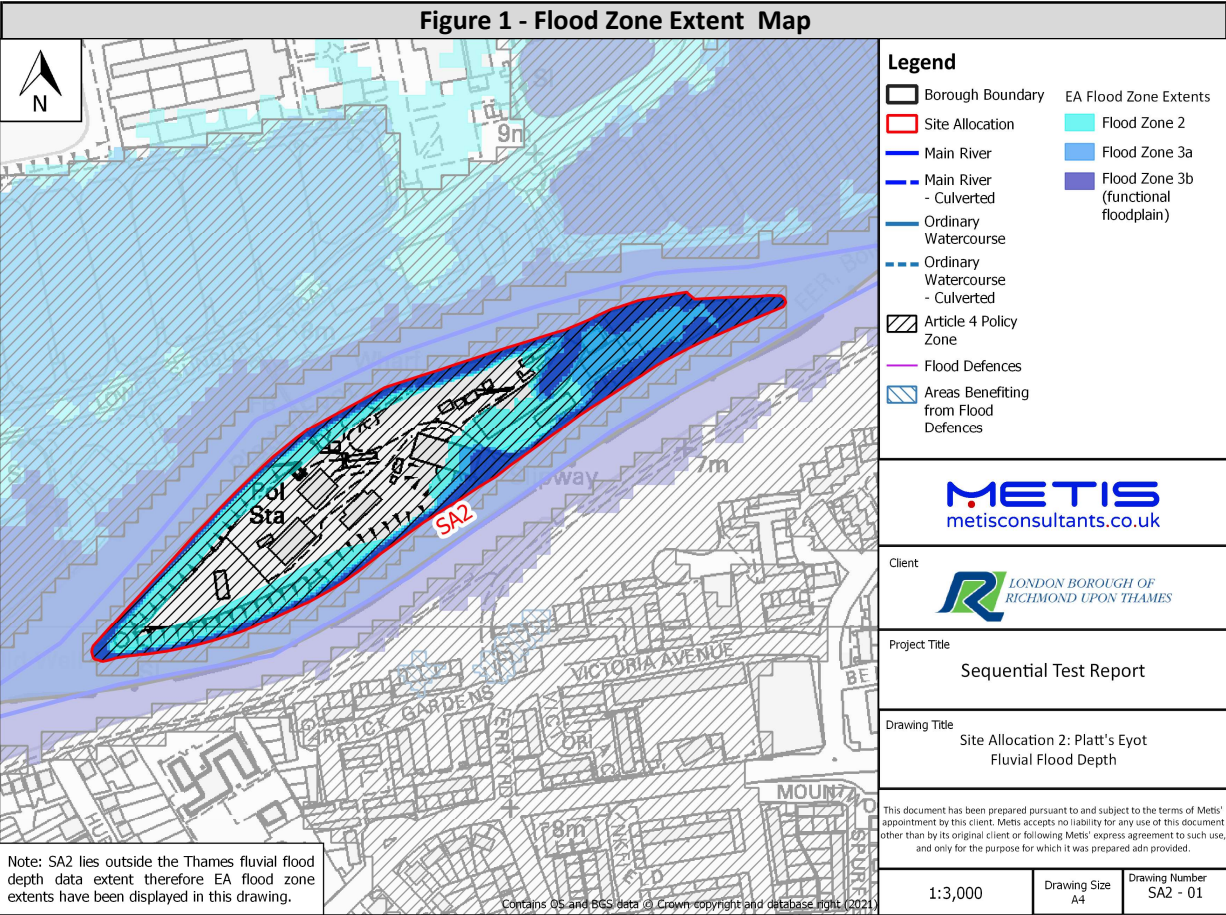 Figure 1 - Flood Zone Extent Map
N
9m
Pol
Sta
SA2
7m
VICTORIA AVENUE
GARDENS
8m
MOUNT
Note: SA2 lies outside the Thames fluvial flood
depth data extent therefore EA flood zone
extents have been displayed in this drawing.
Contains OS and BGS data © Crown copyright and database right (2021)
Legend
Borough Boundary
Site Allocation
Main River
Main River
- Culverted
Ordinary
Watercourse
Ordinary
Watercourse
- Culverted
Article 4 Policy
Zone
Flood Defences
Areas Benefiting
from Flood
Defences
EA Flood Zone Extents
Flood Zone 2
Flood Zone 3a
Flood Zone 3b
(functional
floodplain)
METIS
metisconsultants.co.uk
Client
LONDON BOROUGH OF
RICHMOND UPON THAMES
Project Title
Sequential Test Report
Drawing Title
Site Allocation 2: Platt's Eyot
Fluvial Flood Depth
This document has been prepared pursuant to and subject to the terms of Metis'
appointment by this client. Metis accepts no liability for any use of this document
other than by its original client or following Metis' express agreement to such use,
and only for the purpose for which it was prepared adn provided.
1:3,000
Drawing Size
A4
Drawing Number
SA2 - 01